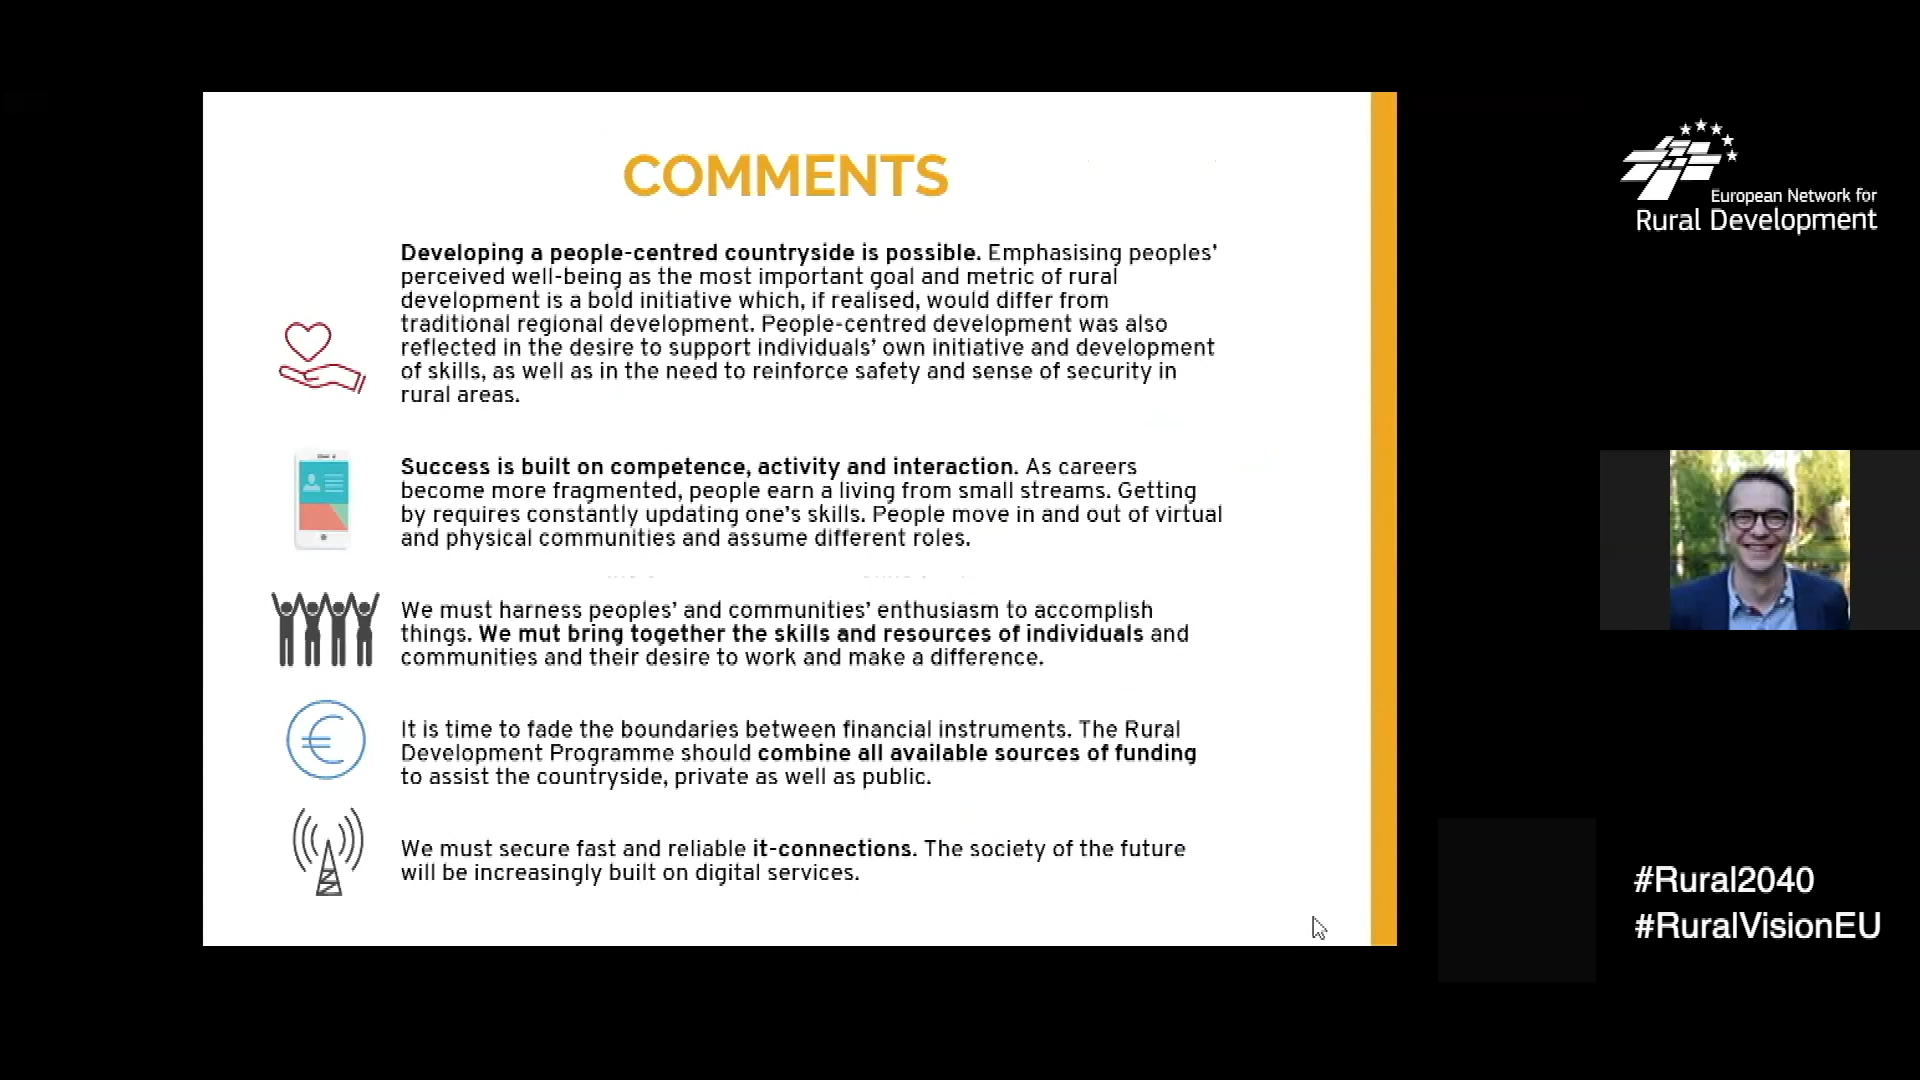 COMMENTS
Developing a people-centred countryside is possible. Emphasising peoples'
perceived well-being as the most important goal and metric of rural
development is a bold initiative which, if realised, would differ from
traditional regional development. People-centred development was also
reflected in the desire to support individuals' own initiative and development
of skills, as well as in the need to reinforce safety and sense of security in
rural areas.
Success is built on competence, activity and interaction. As careers
become more fragmented, people earn a living from small streams. Getting
by requires constantly updating one's skills. People move in and out of virtual
and physical communities and assume different roles.
We must harness peoples' and communities' enthusiasm to accomplish
things. We mut bring together the skills and resources of individuals and
communities and their desire to work and make a difference.
It is time to fade the boundaries between financial instruments. The Rural
Development Programme should combine all available sources of funding
to assist the countryside, private as well as public.
We must secure fast and reliable it-connections. The society of the future
will be increasingly built on digital services.
European Network for
Rural Development
#Rural2040
#RuralVisionEU